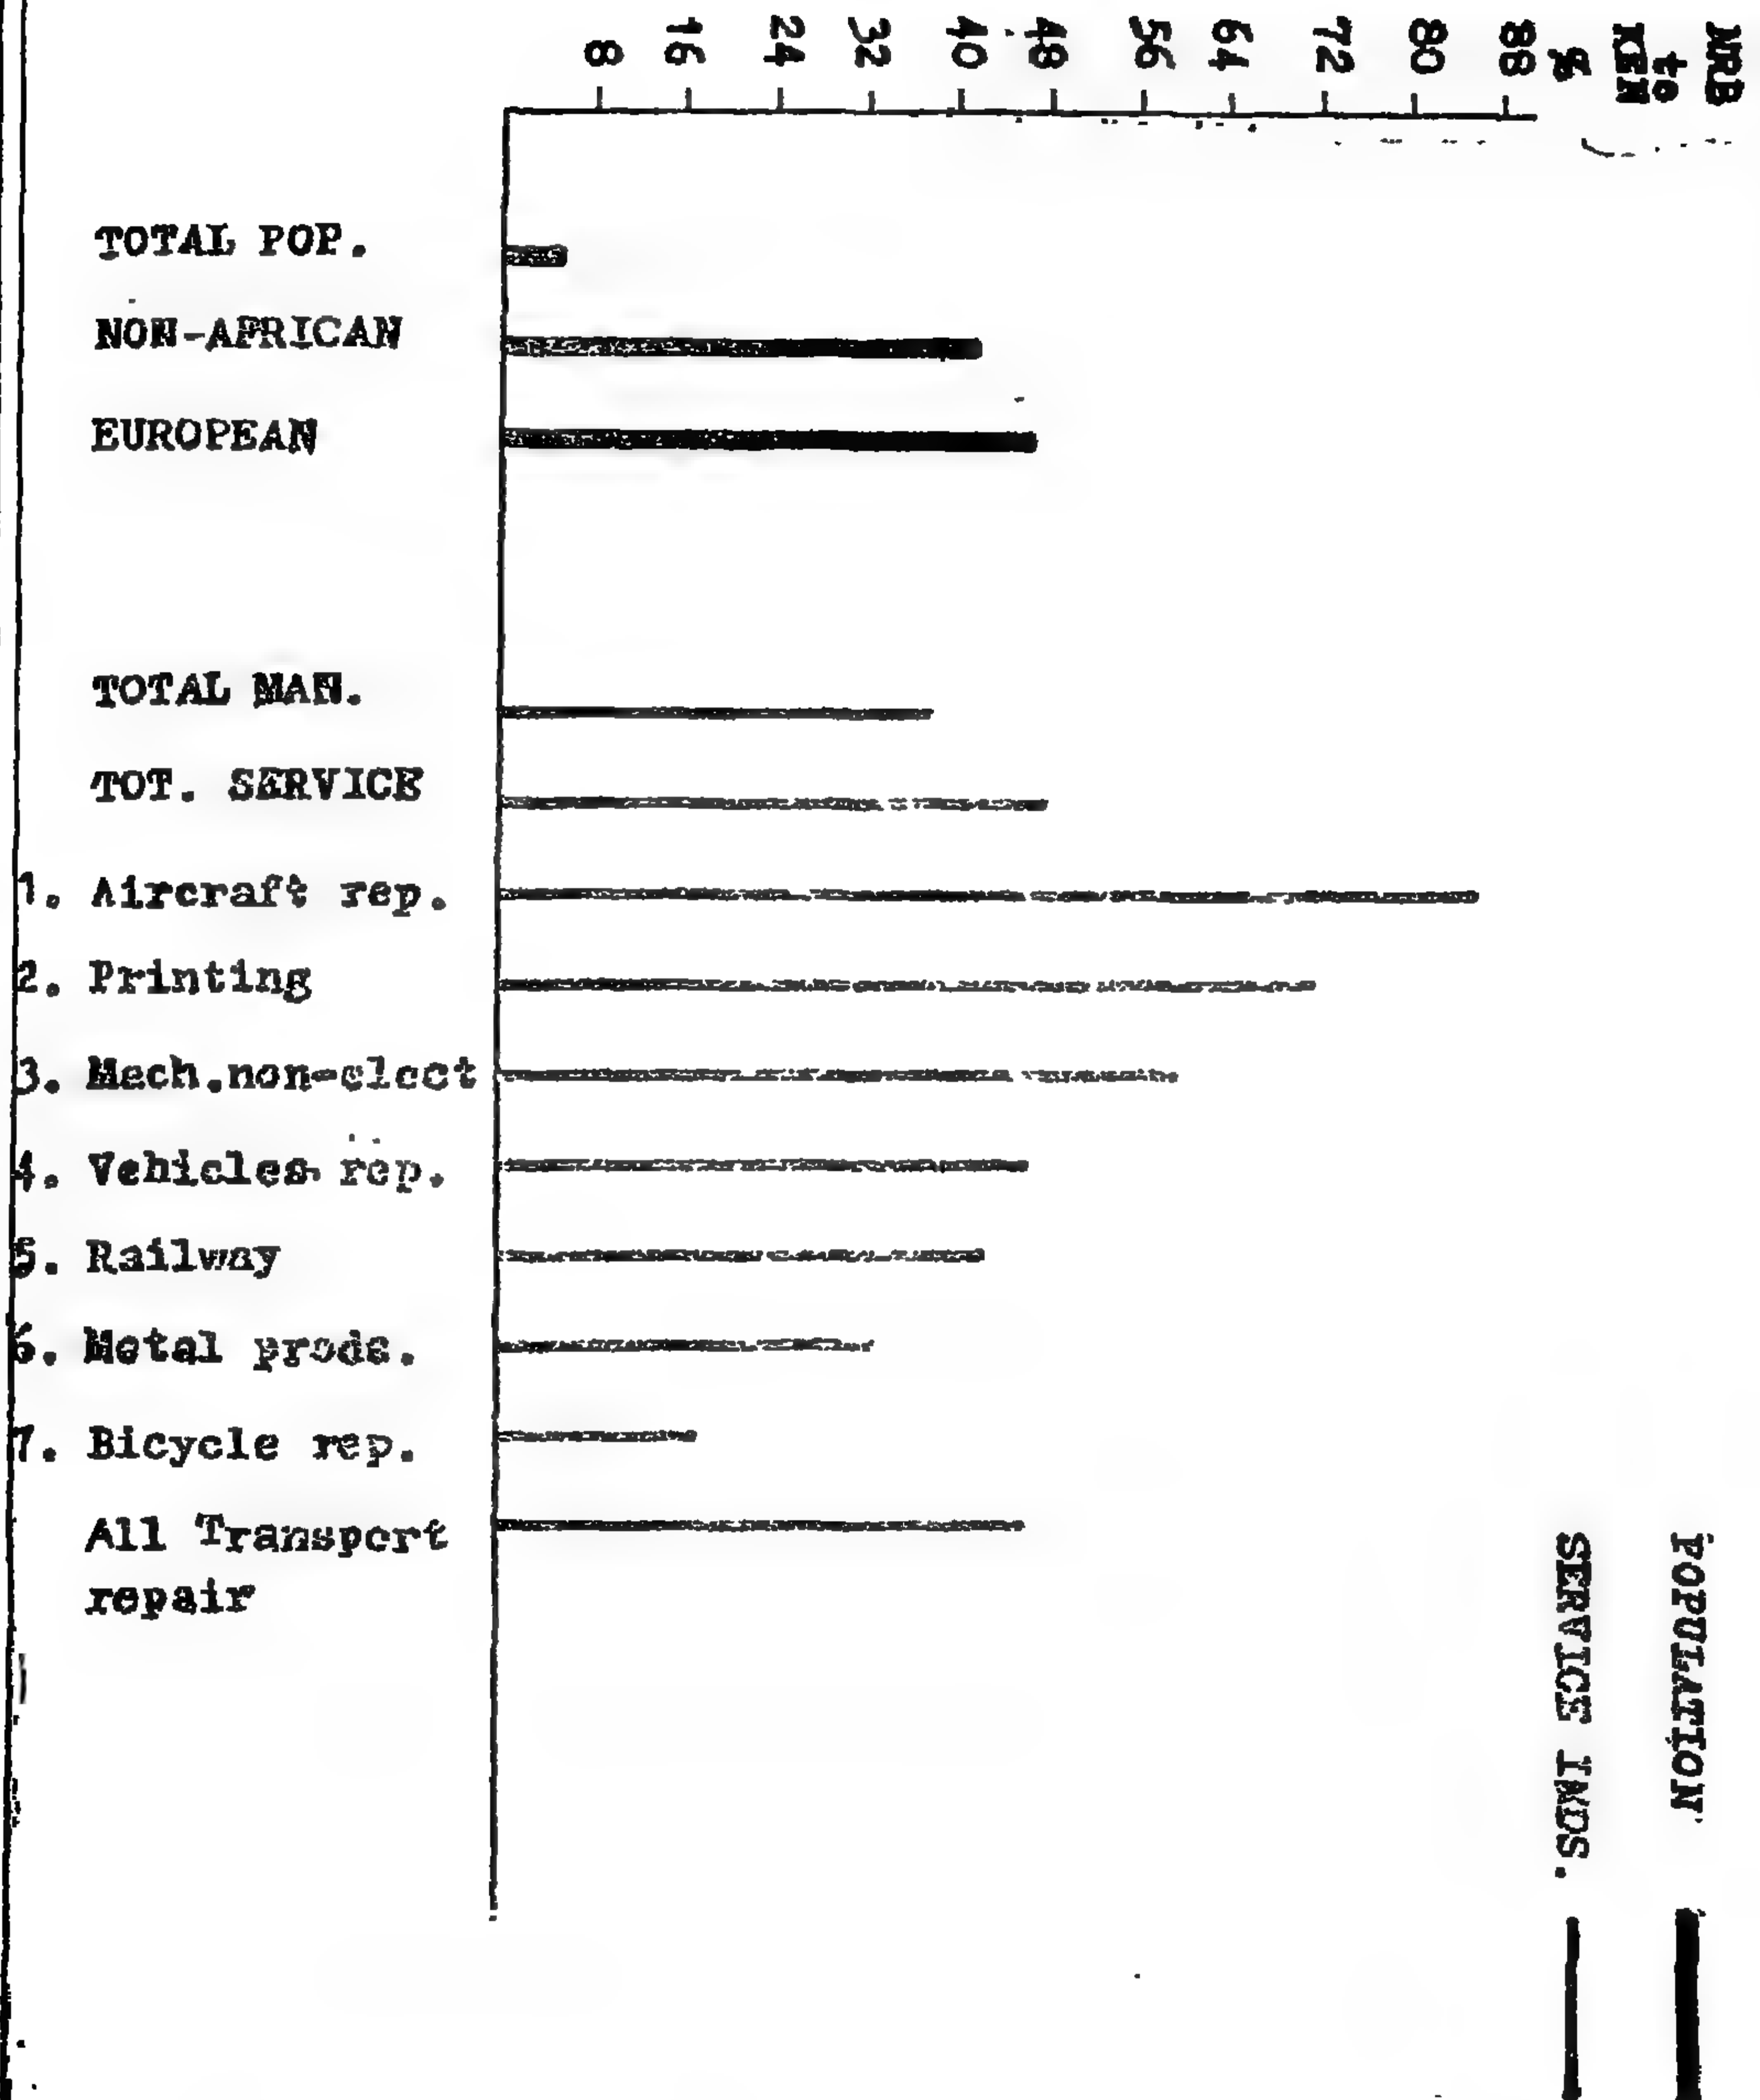 8 16 24 32 40 48 56 64 72 80 88 %
NRB
to
KEN
TOTAL POP.
NON-AFRICAN
EUROPEAN
TOTAL MAN.
TOT. SERVICE
1. Aircraft rep.
2. Printing
3. Mech.non-elect
4. Vehicles rep.
5. Railway
6. Metal prods.
7. Bicycle rep.
All Transport
repair
POPULATION
SERVICE INDS.